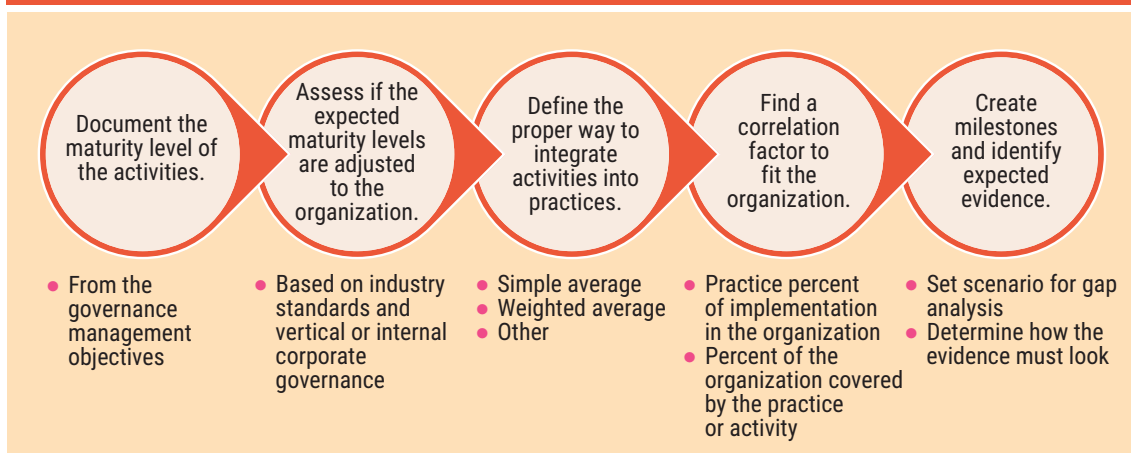 Document the
maturity level of
the activities.
Assess if the
expected
maturity levels
are adjusted
to the
organization.
Define the
proper way to
integrate
activities into
practices.
Find a
correlation
factor to
fit the
organization.
Create
milestones
and identify
expected
evidence.
From the
governance
management
objectives
Based on industry
standards and
vertical or internal
corporate
governance
Simple average
Weighted average
Other
Practice percent
of implementation
in the organization
Percent of the
organization covered
by the practice
or activity
Set scenario for gap
analysis
Determine how the
evidence must look